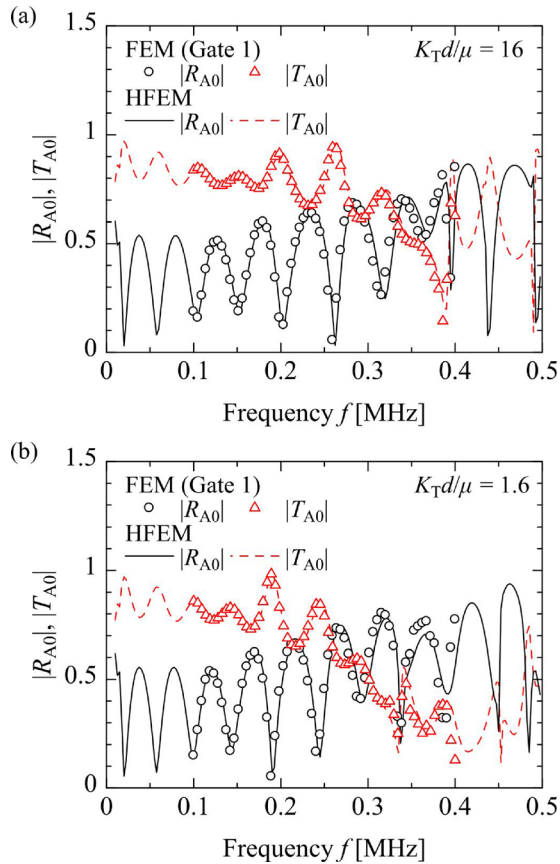 (a)
FEM (Gate 1)
K_T d/μ = 16
|R_A0| |T_A0|
HFEM
|R_A0| |T_A0|
|R_A0|, |T_A0|
1.5
1
0.5
0
0 0.1 0.2 0.3 0.4 0.5
Frequency f [MHz]
(b)
FEM (Gate 1)
K_T d/μ = 1.6
|R_A0| |T_A0|
HFEM
|R_A0| |T_A0|
|R_A0|, |T_A0|
1.5
1
0.5
0
0 0.1 0.2 0.3 0.4 0.5
Frequency f [MHz]